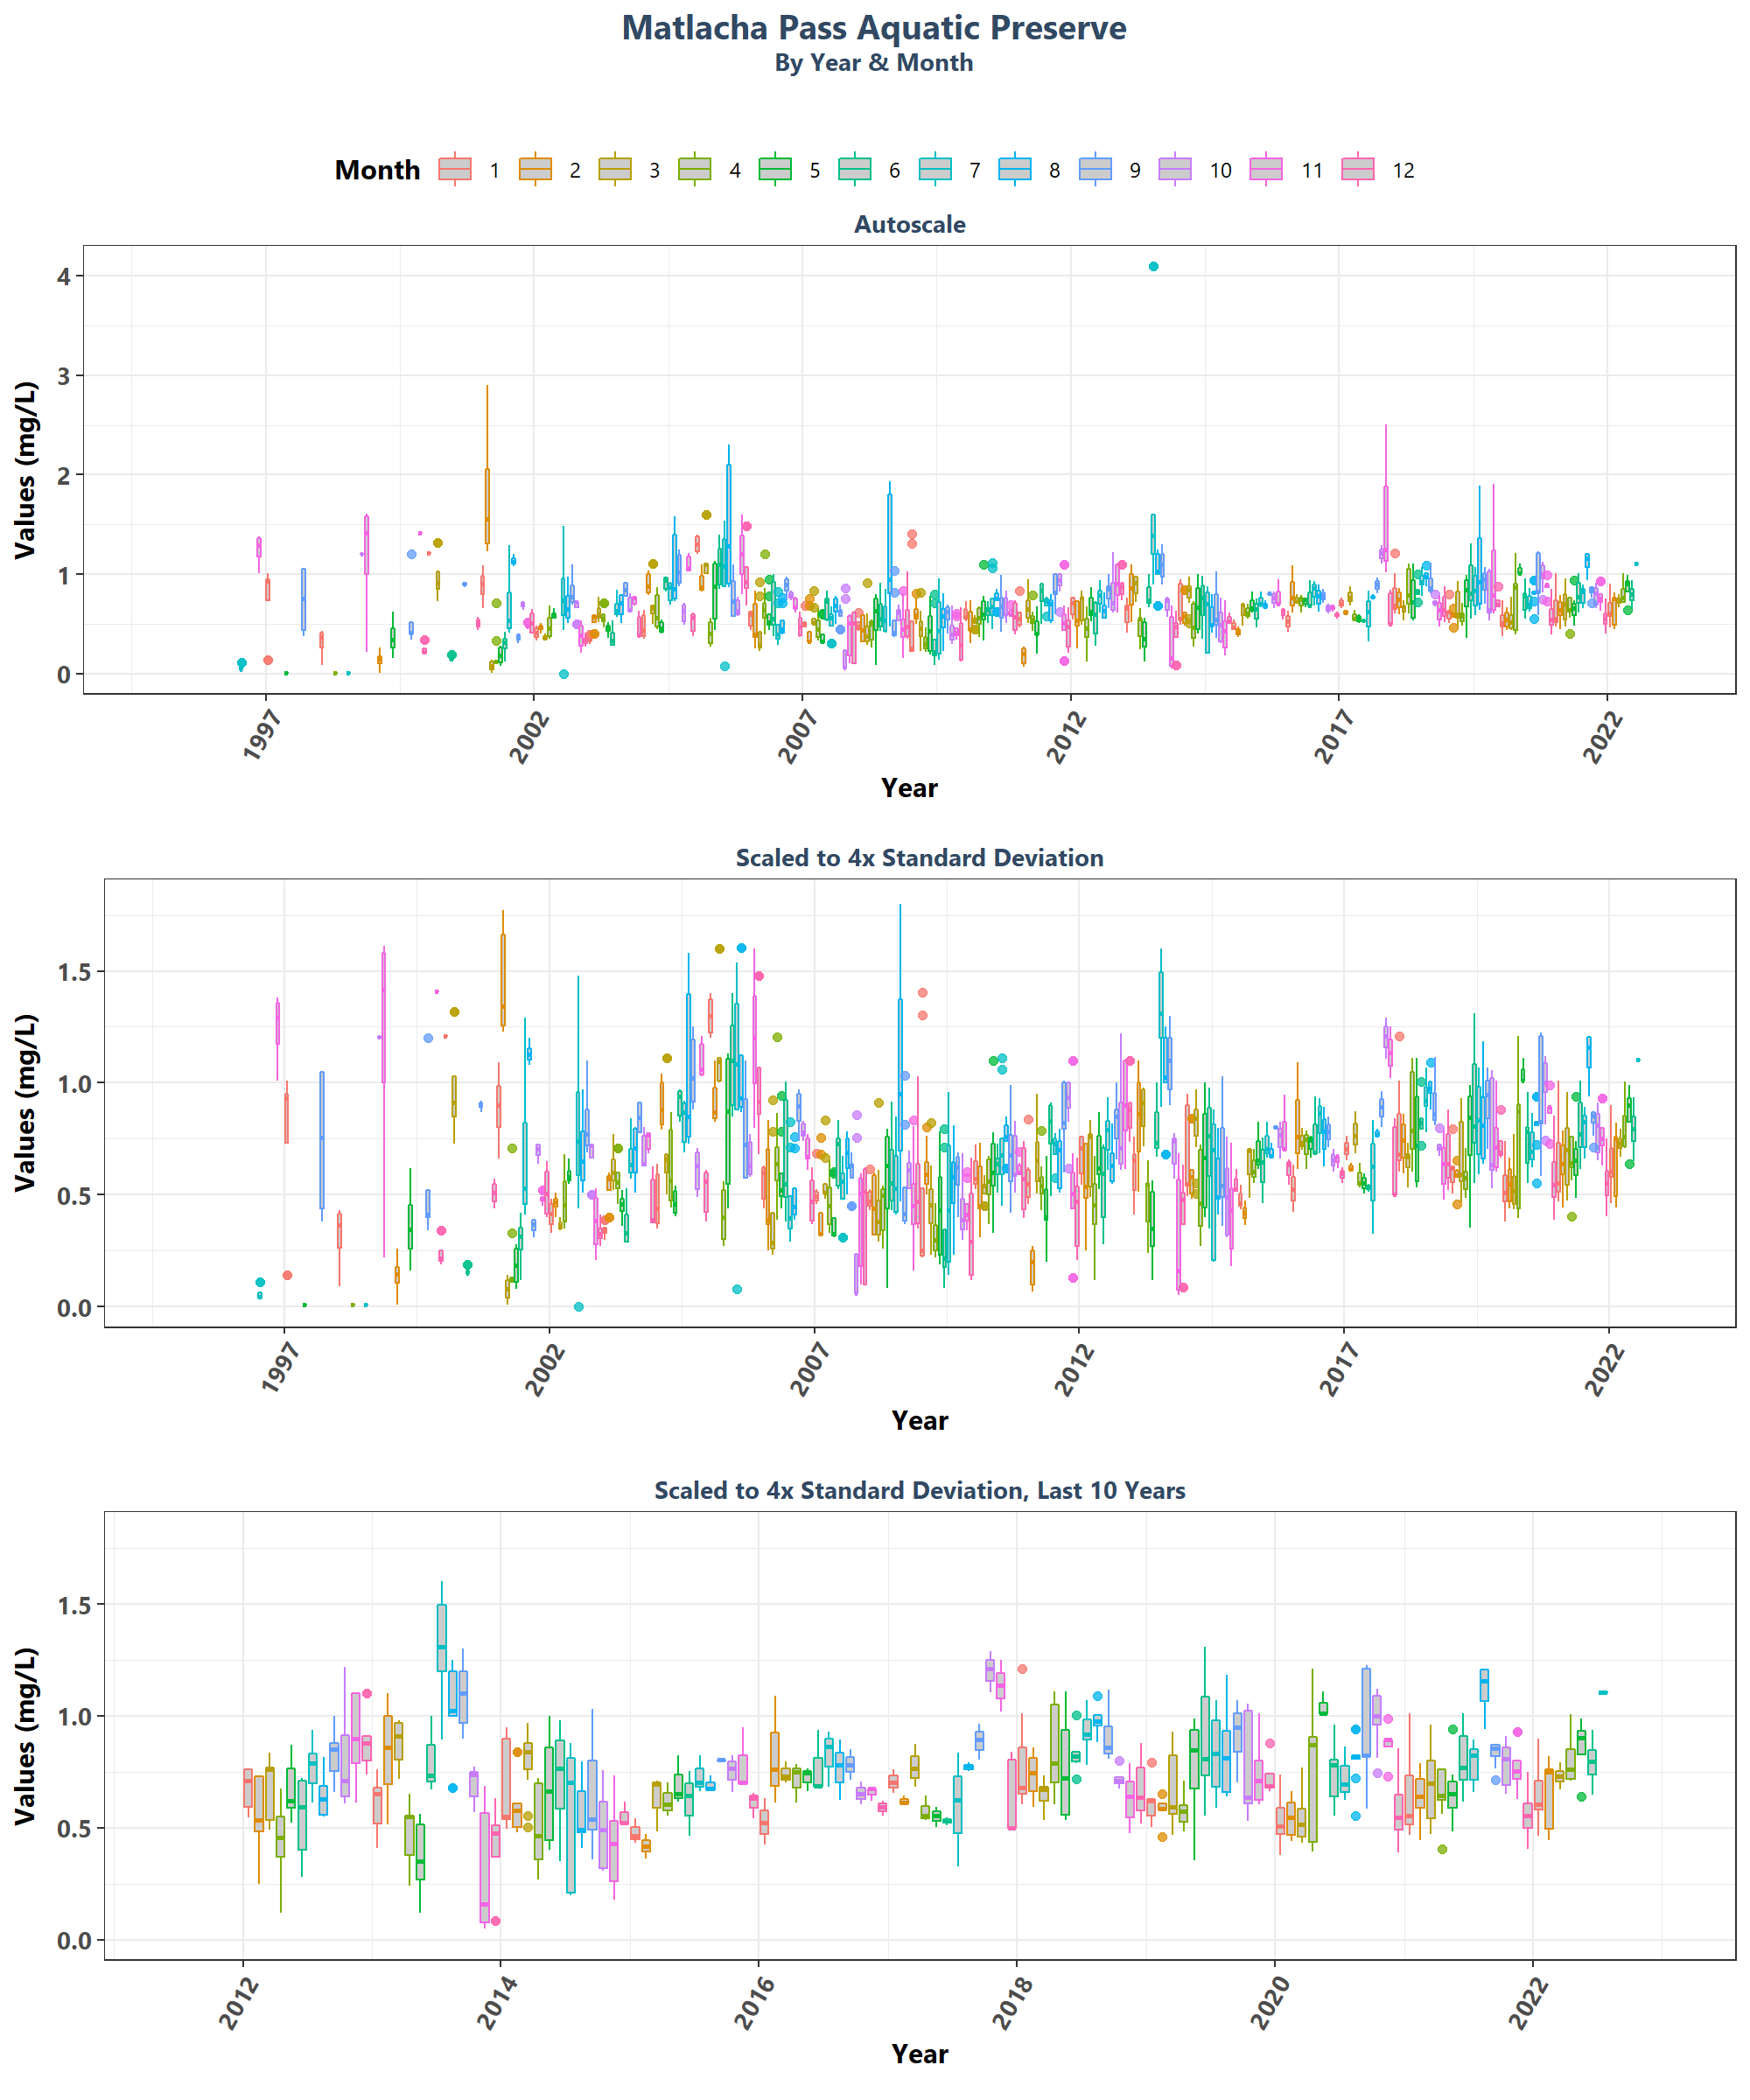 Matlacha Pass Aquatic Preserve
By Year & Month
Month 1 2 3 4 5 6 7 8 9 10 11 12
Autoscale
Values (mg/L)
4
3
2
1
0
1997 2002 2007 2012 2017 2022
Year
Scaled to 4x Standard Deviation
Values (mg/L)
1.5
1.0
0.5
0.0
1997 2002 2007 2012 2017 2022
Year
Scaled to 4x Standard Deviation, Last 10 Years
Values (mg/L)
1.5
1.0
0.5
0.0
2012 2014 2016 2018 2020 2022
Year